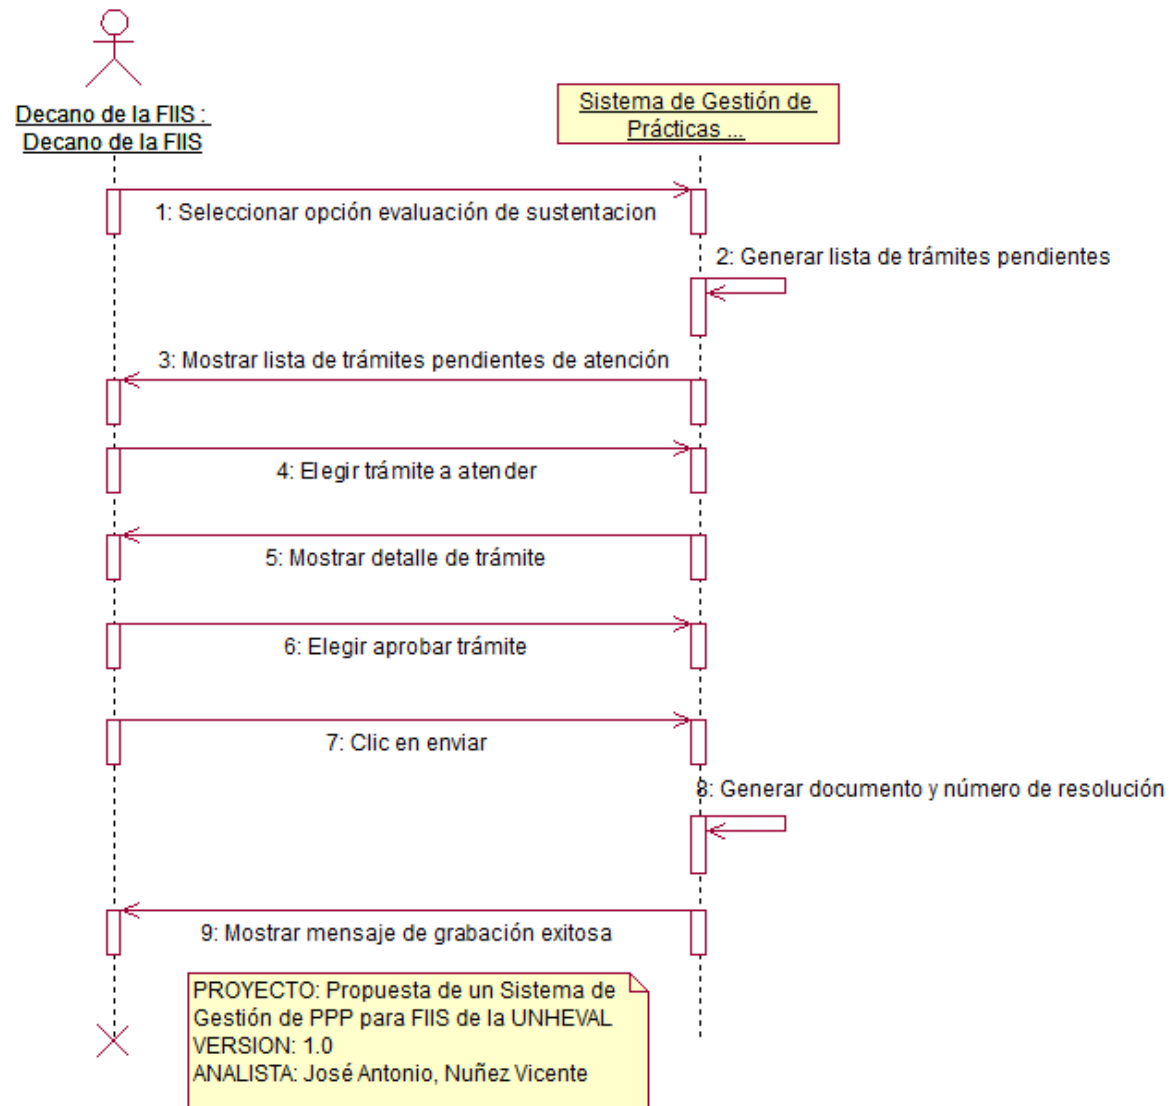 Decano de la FIIS :
Decano de la FIIS
Sistema de Gestión de
Prácticas ...
1: Seleccionar opción evaluación de sustentacion
2: Generar lista de trámites pendientes
3: Mostrar lista de trámites pendientes de atención
4: Elegir trámite a atender
5: Mostrar detalle de trámite
6: Elegir aprobar trámite
7: Clic en enviar
8: Generar documento y número de resolución
9: Mostrar mensaje de grabación exitosa
PROYECTO: Propuesta de un Sistema de
Gestión de PPP para FIIS de la UNHEVAL
VERSION: 1.0
ANALISTA: José Antonio, Nuñez Vicente